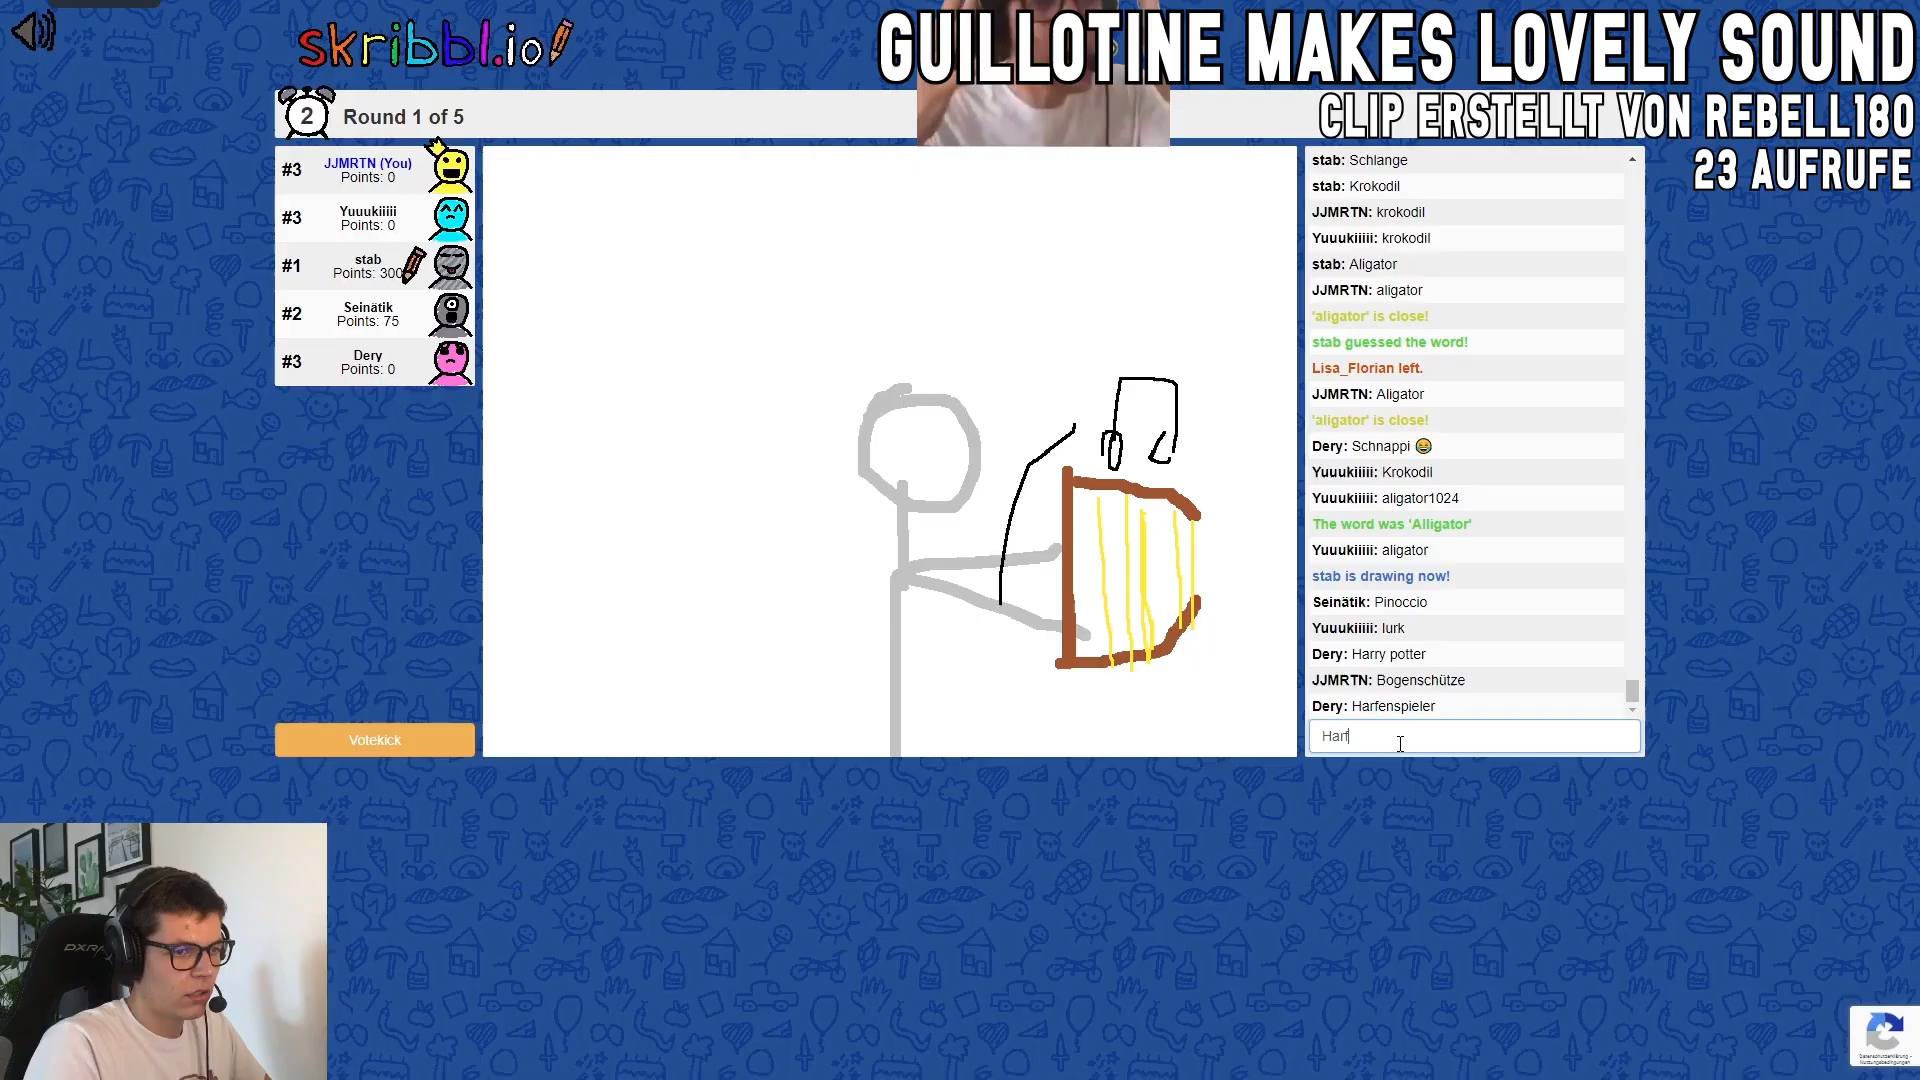 skribbl.io
GUILLOTINE MAKES LOVELY SOUND
CLIP ERSTELLT VON REBELL180
23 AUFRUFE
2
Round 1 of 5
#3
JJMRTN (You)
Points: 0
#3
Yuuukiiiii
Points: 0
#1
stab
Points: 300
#2
Seinätik
Points: 75
#3
Dery
Points: 0
Votekick
stab: Schlange
stab: Krokodil
JJMRTN: krokodil
Yuuukiiiii: krokodil
stab: Aligator
JJMRTN: aligator
'aligator' is close!
stab guessed the word!
Lisa_Florian left.
JJMRTN: Aligator
'aligator' is close!
Dery: Schnappi 😂
Yuuukiiiii: Krokodil
Yuuukiiiii: aligator1024
The word was 'Alligator'
Yuuukiiiii: aligator
stab is drawing now!
Seinätik: Pinoccio
Yuuukiiiii: lurk
Dery: Harry potter
JJMRTN: Bogenschütze
Dery: Harfenspieler
Harf
Datenschutzerklärung -
Nutzungsbedingungen